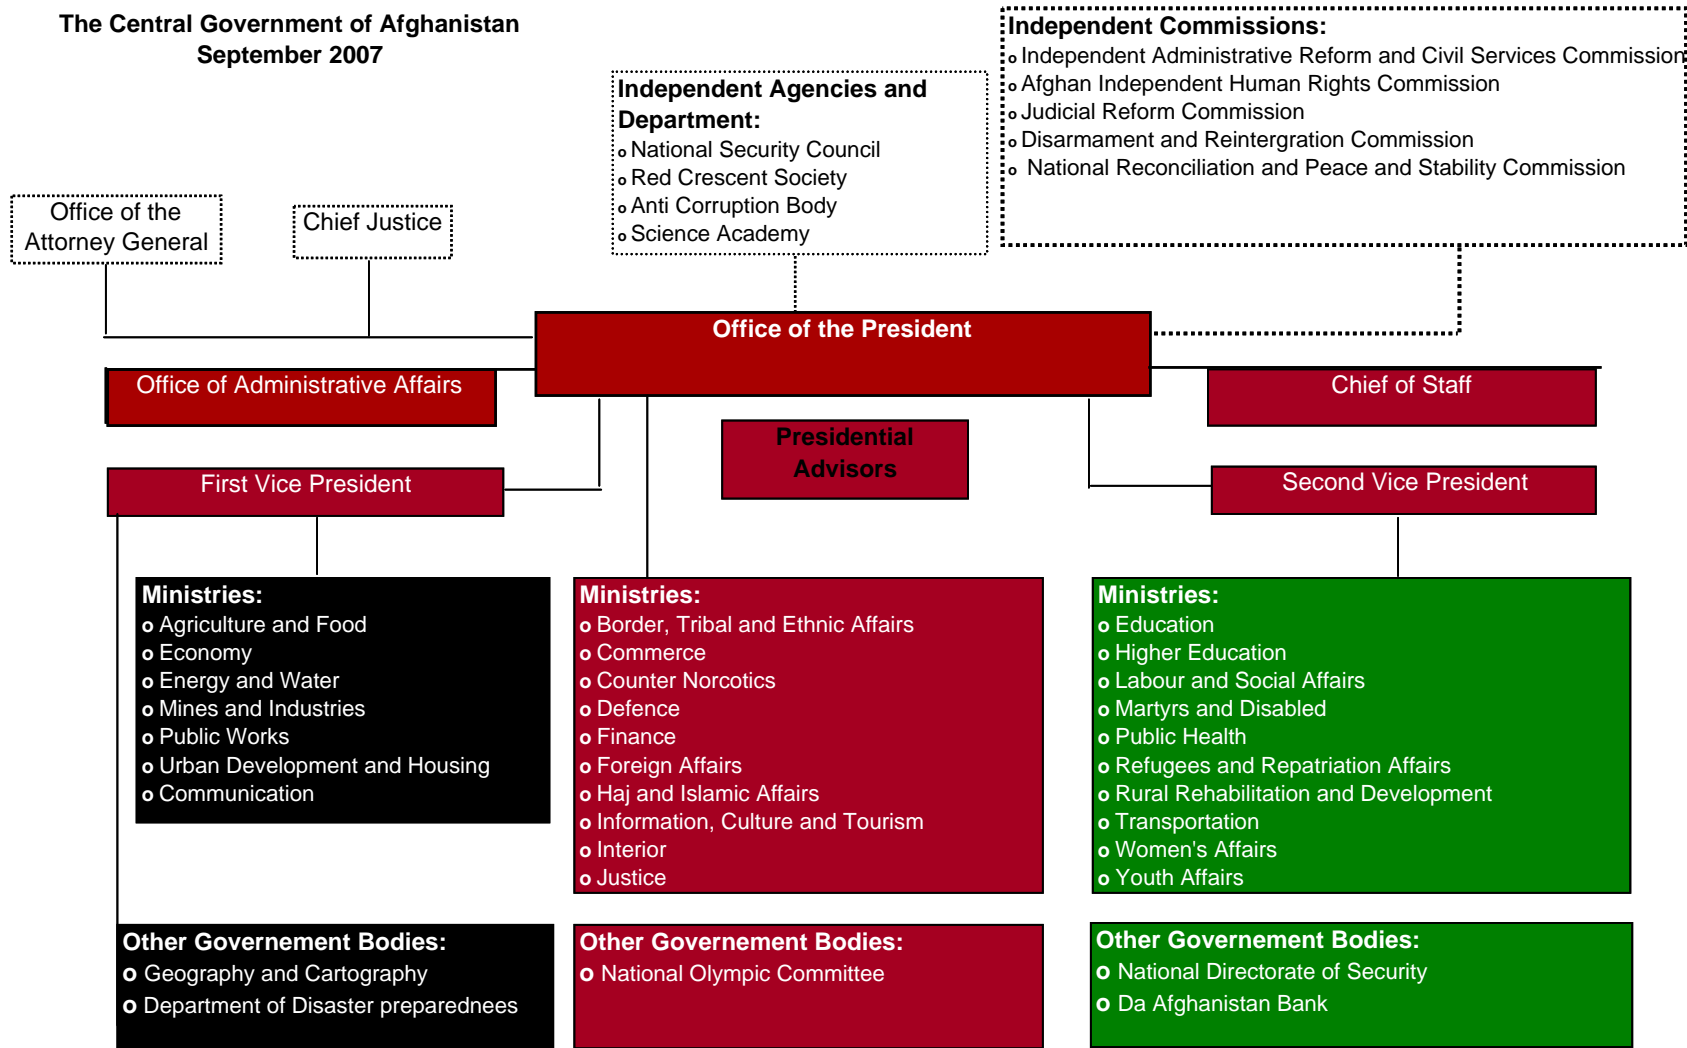 The Central Government of Afghanistan
September 2007
Independent Commissions:
o Independent Administrative Reform and Civil Services Commission
o Afghan Independent Human Rights Commission
o Judicial Reform Commission
o Disarmament and Reintergration Commission
o National Reconciliation and Peace and Stability Commission
Independent Agencies and
Department:
o National Security Council
o Red Crescent Society
o Anti Corruption Body
o Science Academy
Office of the
Attorney General
Chief Justice
Office of the President
Office of Administrative Affairs
Chief of Staff
Presidential
Advisors
First Vice President
Second Vice President
Ministries:
o Agriculture and Food
o Economy
o Energy and Water
o Mines and Industries
o Public Works
o Urban Development and Housing
o Communication
Ministries:
o Border, Tribal and Ethnic Affairs
o Commerce
o Counter Norcotics
o Defence
o Finance
o Foreign Affairs
o Haj and Islamic Affairs
o Information, Culture and Tourism
o Interior
o Justice
Ministries:
o Education
o Higher Education
o Labour and Social Affairs
o Martyrs and Disabled
o Public Health
o Refugees and Repatriation Affairs
o Rural Rehabilitation and Development
o Transportation
o Women's Affairs
o Youth Affairs
Other Governement Bodies:
o Geography and Cartography
o Department of Disaster preparednees
Other Governement Bodies:
o National Olympic Committee
Other Governement Bodies:
o National Directorate of Security
o Da Afghanistan Bank